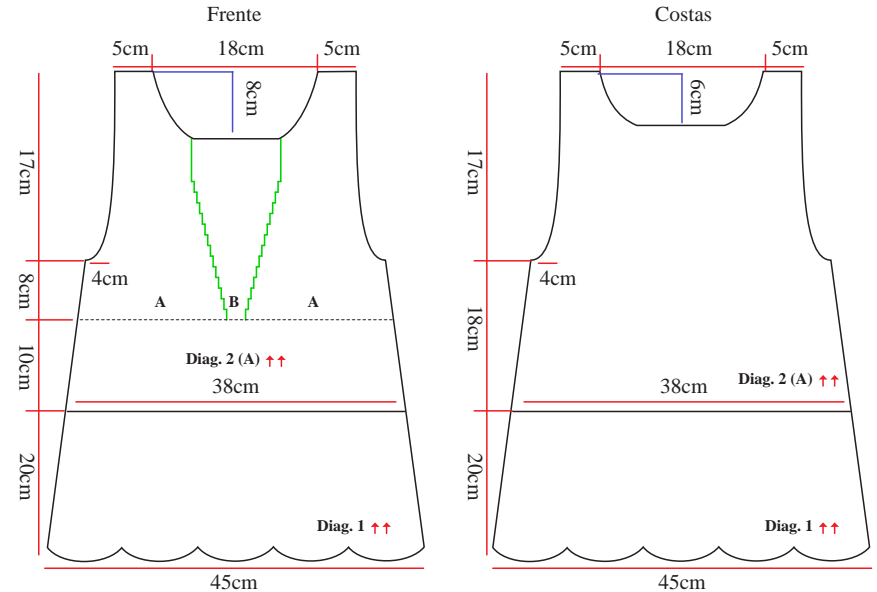 Frente
5cm 18cm 5cm
8cm
17cm
4cm
8cm
A B A
10cm
Diag. 2 (A) ↑↑
38cm
20cm
Diag. 1 ↑↑
45cm
Costas
5cm 18cm 5cm
6cm
17cm
18cm
Diag. 2 (A) ↑↑
38cm
20cm
Diag. 1 ↑↑
45cm